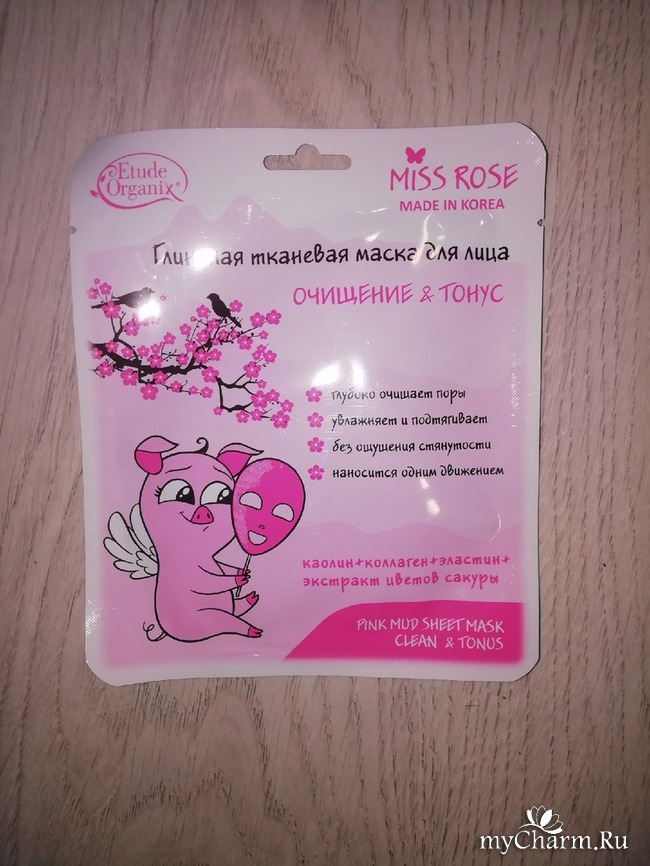 Etude
Organix®
MISS ROSE
MADE IN KOREA
тканевая маска для лица
ОЧИЩЕНИЕ & ТОНУС
глубоко очищает поры
увлажняет и подтягивает
без ощущения стянутости
наносится одним движением
каолин+коллаген+эластин+
экстракт цветов сакуры
PINK MUD SHEET MASK
CLEAN & TONUS
myCharm.Ru